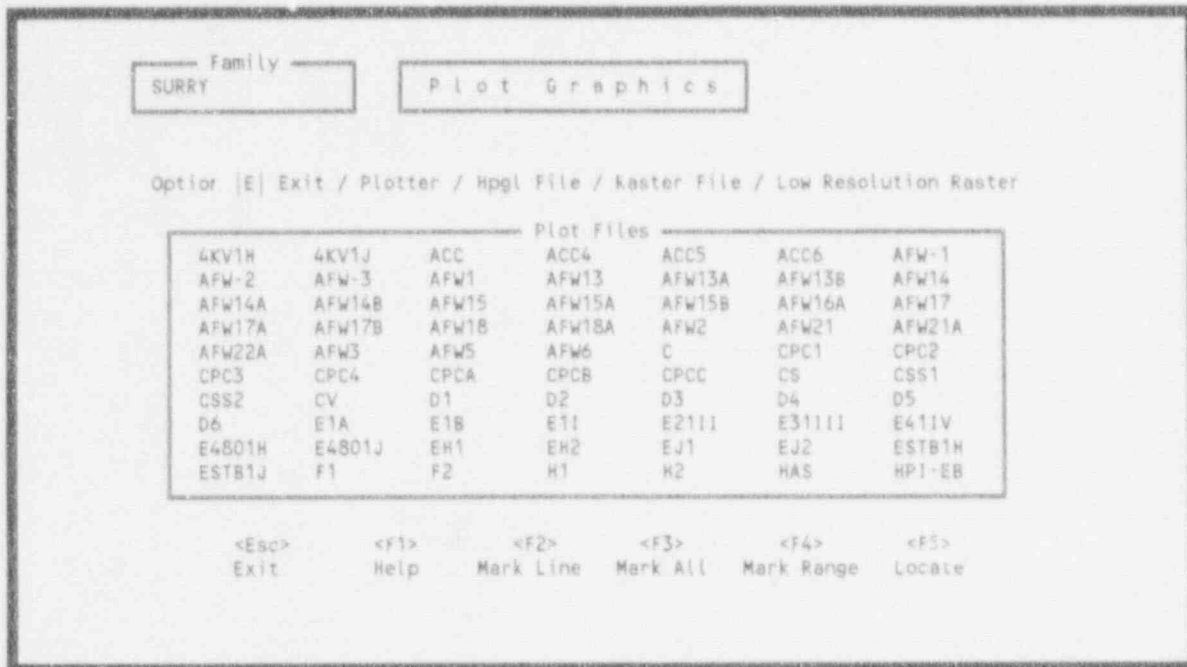 Family
SURRY
Plot Graphics
Option |E| Exit / Plotter / Hpgl File / Raster File / Low Resolution Raster
Plot Files
4KV1H 4KV1J ACC ACC4 ACC5 ACC6 AFW-1
AFW-2 AFW-3 AFW1 AFW13 AFW13A AFW13B AFW14
AFW14A AFW14B AFW15 AFW15A AFW15B AFW16A AFW17
AFW17A AFW17B AFW18 AFW18A AFW2 AFW21 AFW21A
AFW22A AFW3 AFW5 AFW6 C CPC1 CPC2
CPC3 CPC4 CPCA CPCB CPCC CS CSS1
CSS2 CV D1 D2 D3 D4 D5
D6 E1A E1B E1I E21II E31III E41IV
E4801H E4801J EH1 EH2 EJ1 EJ2 ESTB1H
ESTB1J F1 F2 H1 H2 HAS HPI-EB
<Esc> <F1> <F2> <F3> <F4> <F5>
Exit Help Mark Line Mark All Mark Range Locate